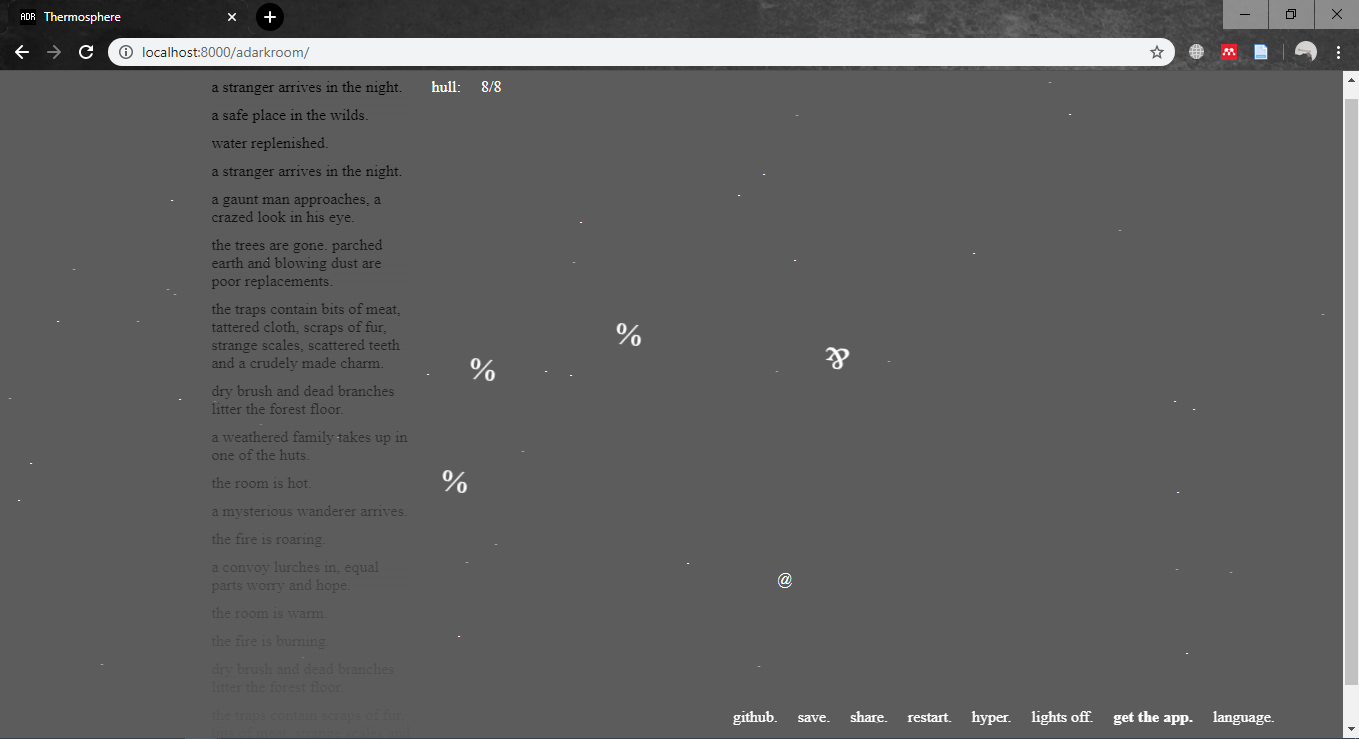 ADR Thermosphere
localhost:8000/adarkroom/
a stranger arrives in the night.
hull: 8/8
a safe place in the wilds.
water replenished.
a stranger arrives in the night.
a gaunt man approaches, a
crazed look in his eye.
the trees are gone. parched
earth and blowing dust are
poor replacements.
the traps contain bits of meat,
tattered cloth, scraps of fur,
strange scales, scattered teeth
and a crudely made charm.
dry brush and dead branches
litter the forest floor.
a weathered family takes up in
one of the huts.
the room is hot.
a mysterious wanderer arrives.
the fire is roaring.
a convoy lurches in, equal
parts worry and hope.
the room is warm.
the fire is burning.
dry brush and dead branches
litter the forest floor.
the traps contain scraps of fur,
%
%
%
@
github. save. share. restart. hyper. lights off. get the app. language.